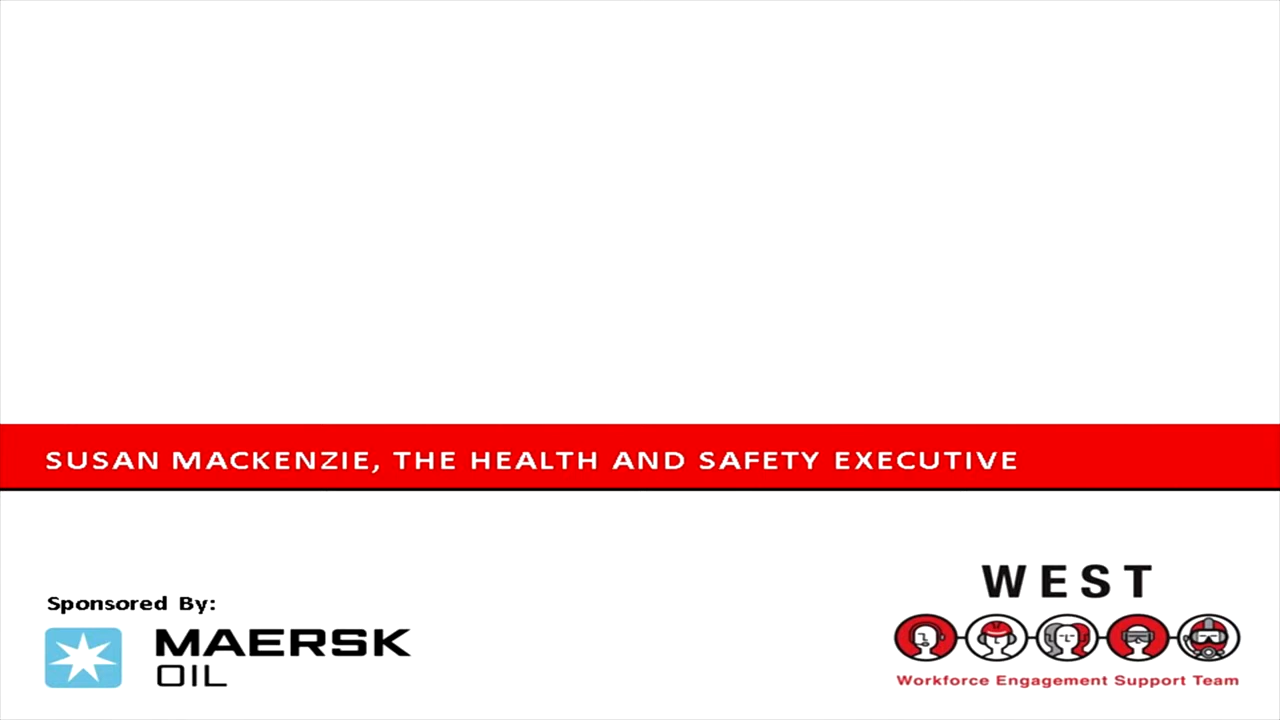 SUSAN MACKENZIE, THE HEALTH AND SAFETY EXECUTIVE
Sponsored By:
MAERSK
OIL
WEST
Workforce Engagement Support Team